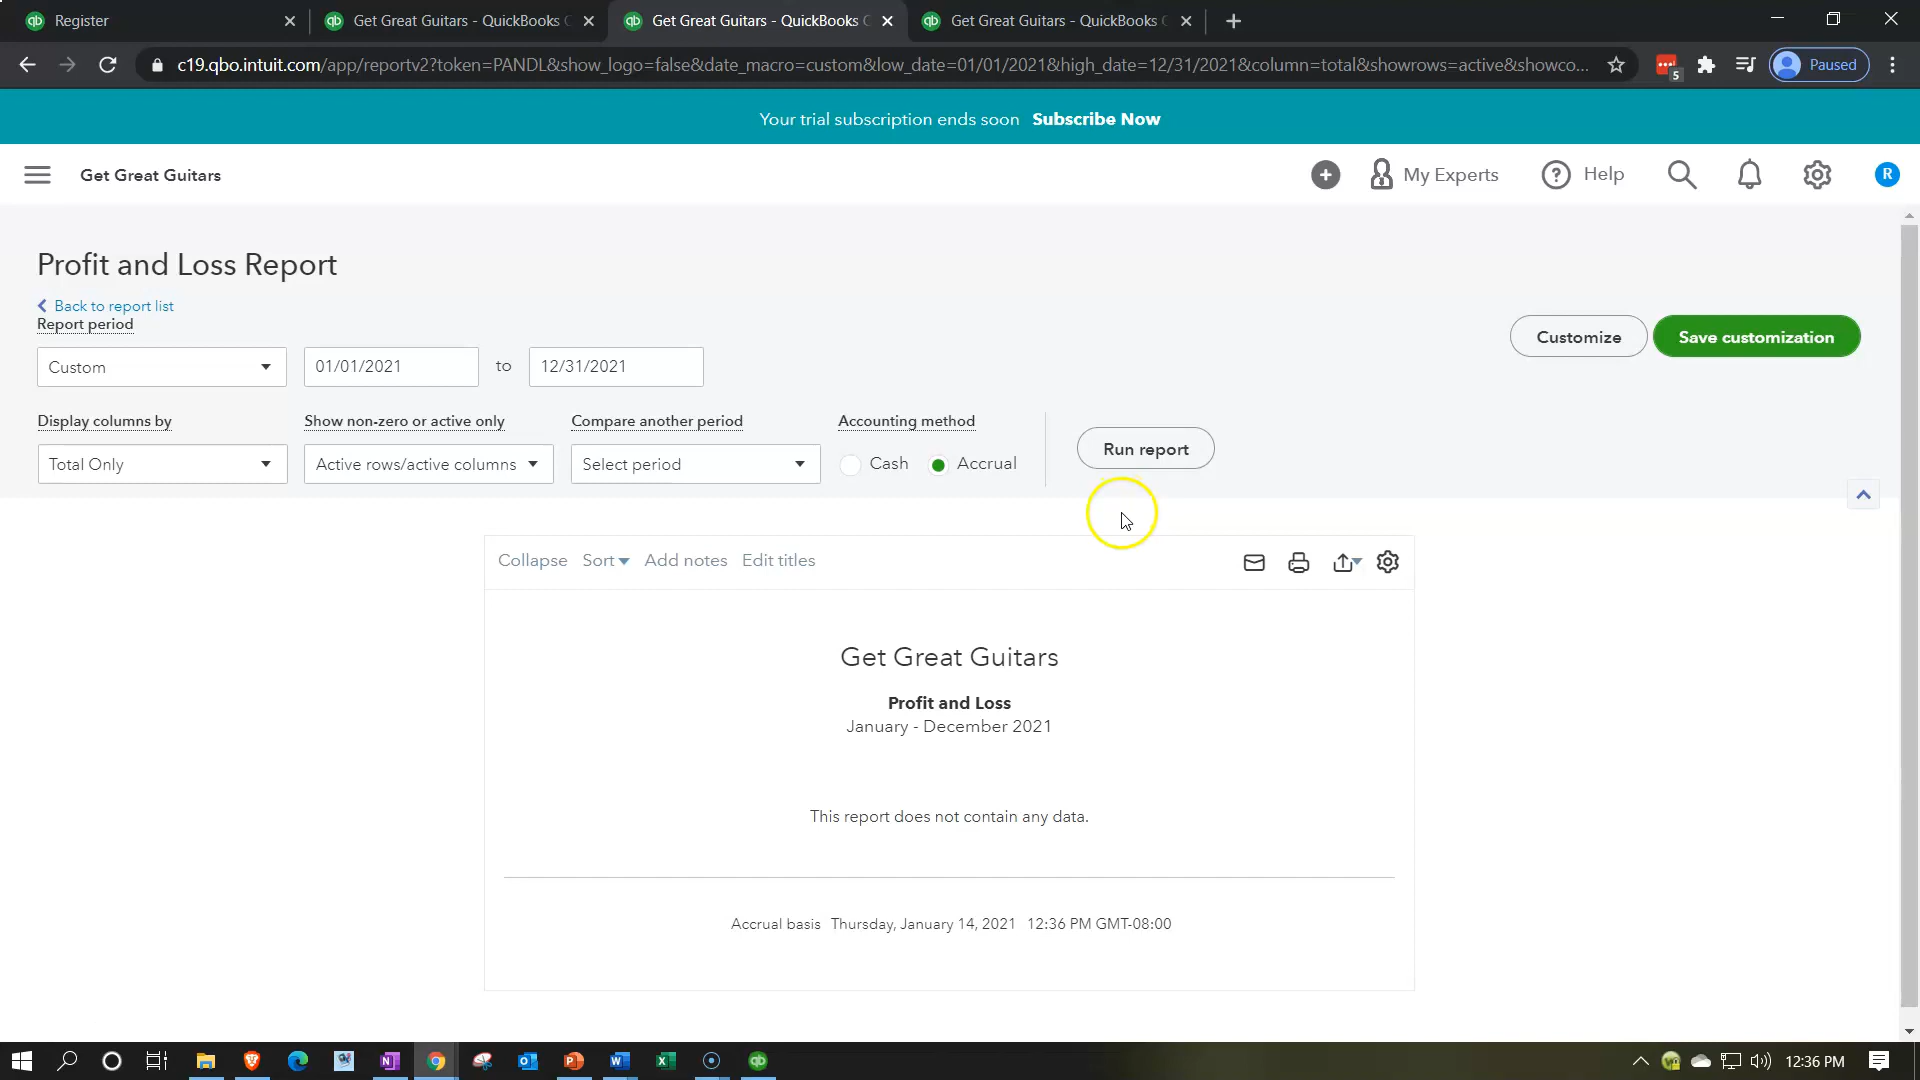 Register
Get Great Guitars - QuickBooks
Get Great Guitars - QuickBooks
Get Great Guitars - QuickBooks
c19.qbo.intuit.com/app/reportv2?token=PANDL&show_logo=false&date_macro=custom&low_date=01/01/2021&high_date=12/31/2021&column=total&showrows=active&showco...
5
Paused
Your trial subscription ends soon Subscribe Now
Get Great Guitars
My Experts
Help
R
Profit and Loss Report
Back to report list
Report period
Customize
Save customization
Custom
01/01/2021
to
12/31/2021
Display columns by
Show non-zero or active only
Compare another period
Accounting method
Total Only
Active rows/active columns
Select period
Cash
Accrual
Run report
Collapse Sort Add notes Edit titles
Get Great Guitars
Profit and Loss
January - December 2021
This report does not contain any data.
Accrual basis Thursday, January 14, 2021 12:36 PM GMT-08:00
12:36 PM